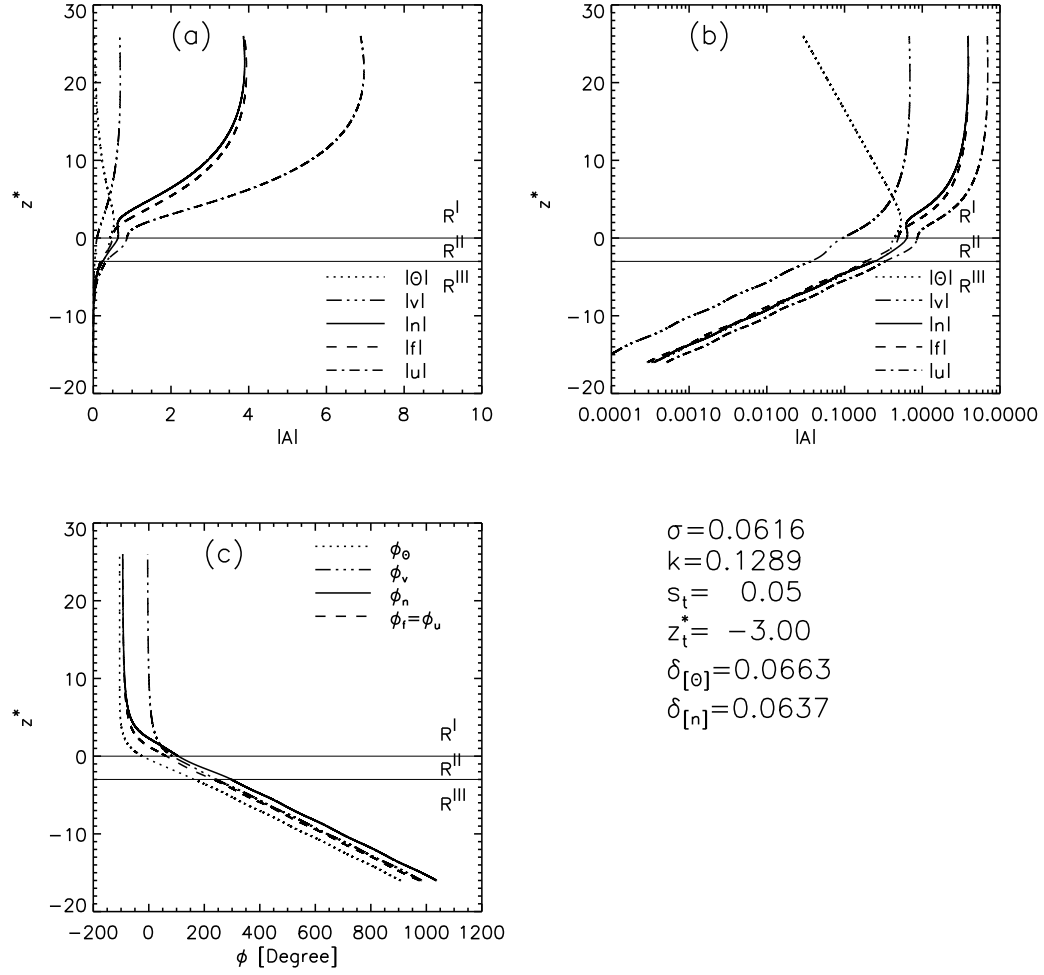 30
20
10
0
−10
−20
z*
(a)
R^I
R^II
R^III
|Θ|
|v|
|n|
|f|
|u|
0 2 4 6 8 10
|A|
30
20
10
0
−10
−20
z*
(b)
R^I
R^II
R^III
|Θ|
|v|
|n|
|f|
|u|
0.0001 0.0010 0.0100 0.1000 1.0000 10.0000
|A|
30
20
10
0
−10
−20
z*
(c)
ϕ_Θ
ϕ_v
ϕ_n
ϕ_f=ϕ_u
R^I
R^II
R^III
−200 0 200 400 600 800 1000 1200
ϕ [Degree]
σ=0.0616
k=0.1289
s_t= 0.05
z_t^*= −3.00
δ_[Θ]=0.0663
δ_[n]=0.0637